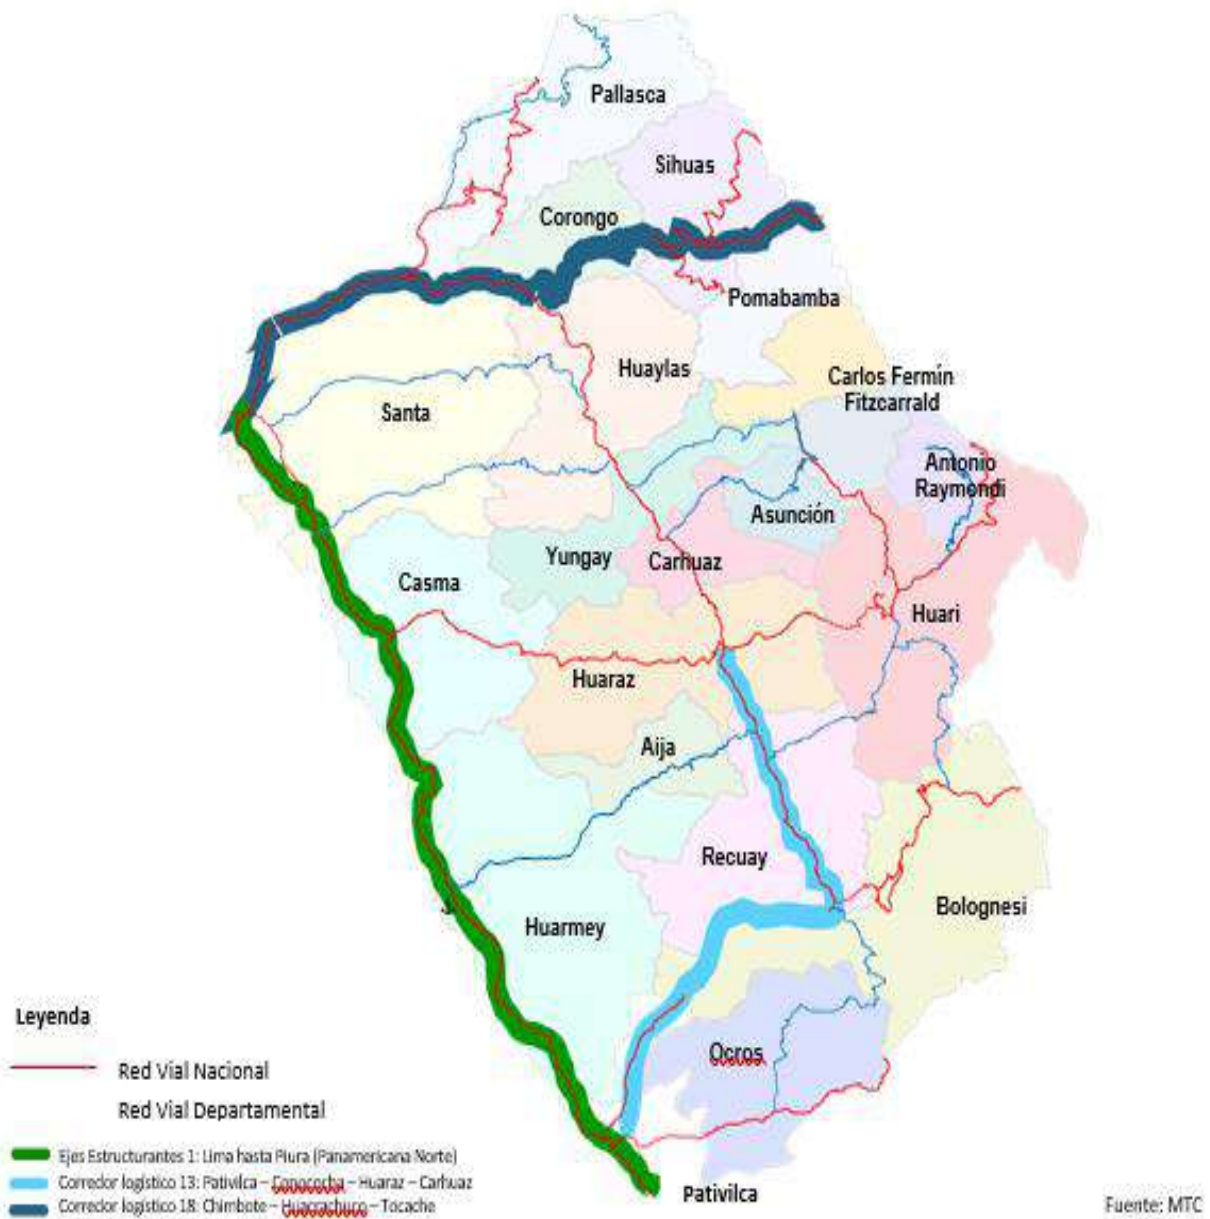 Pallasca
Sihuas
Corongo
Pomabamba
Huaylas
Carlos Fermín
Fitzcarrald
Santa
Antonio
Raymondi
Asunción
Yungay
Carhuaz
Casma
Huari
Huaraz
Aija
Recuay
Bolognesi
Huarmey
Leyenda
Ocros
Red Vial Nacional
Red Vial Departamental
Ejes Estructurantes 1: Lima hasta Piura (Panamericana Norte)
Corredor logístico 13: Pativilca – Conococha – Huaraz – Carhuaz
Corredor logístico 18: Chimbote – Huacrachuco – Tocache
Pativilca
Fuente: MTC